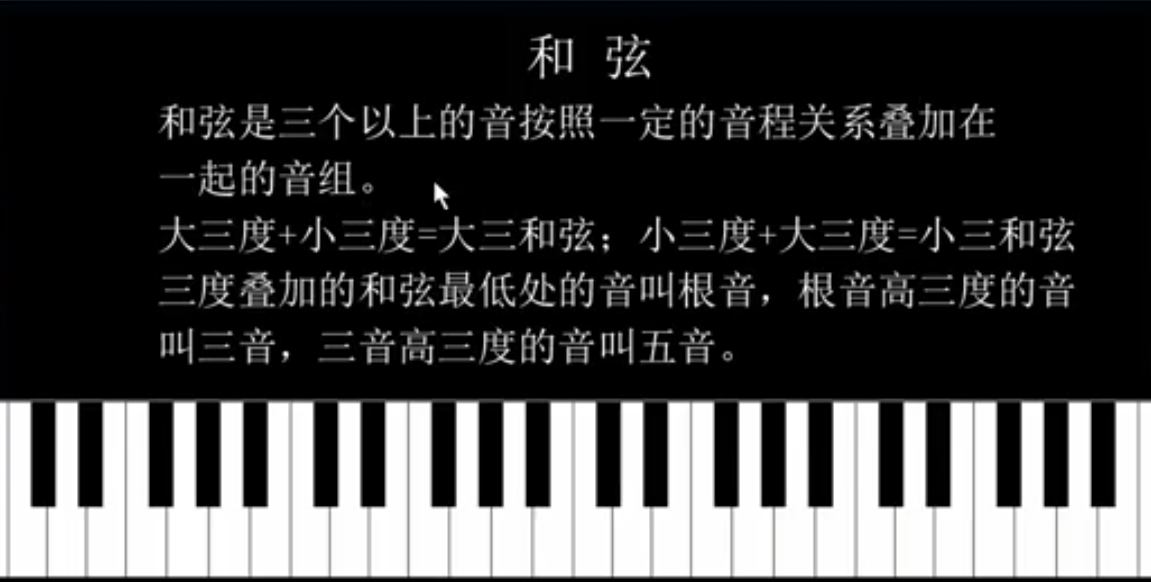 和 弦
和弦是三个以上的音按照一定的音程关系叠加在
一起的音组。
大三度+小三度=大三和弦；小三度+大三度=小三和弦
三度叠加的和弦最低处的音叫根音，根音高三度的音
叫三音，三音高三度的音叫五音。